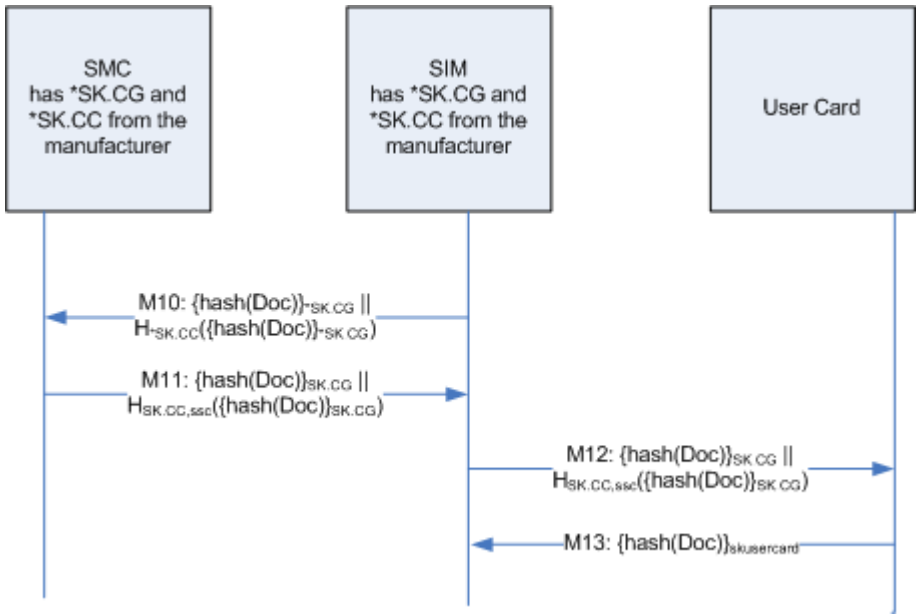 SMC
has *SK.CG and
*SK.CC from the
manufacturer
SIM
has *SK.CG and
*SK.CC from the
manufacturer
User Card
M10: {hash(Doc)}*SK.CG ||
H*SK.CC({hash(Doc)}*SK.CG)
M11: {hash(Doc)}SK.CG ||
HSK.CC,ssc({hash(Doc)}SK.CG)
M12: {hash(Doc)}SK.CG ||
HSK.CC,ssc({hash(Doc)}SK.CG)
M13: {hash(Doc)}skusercard